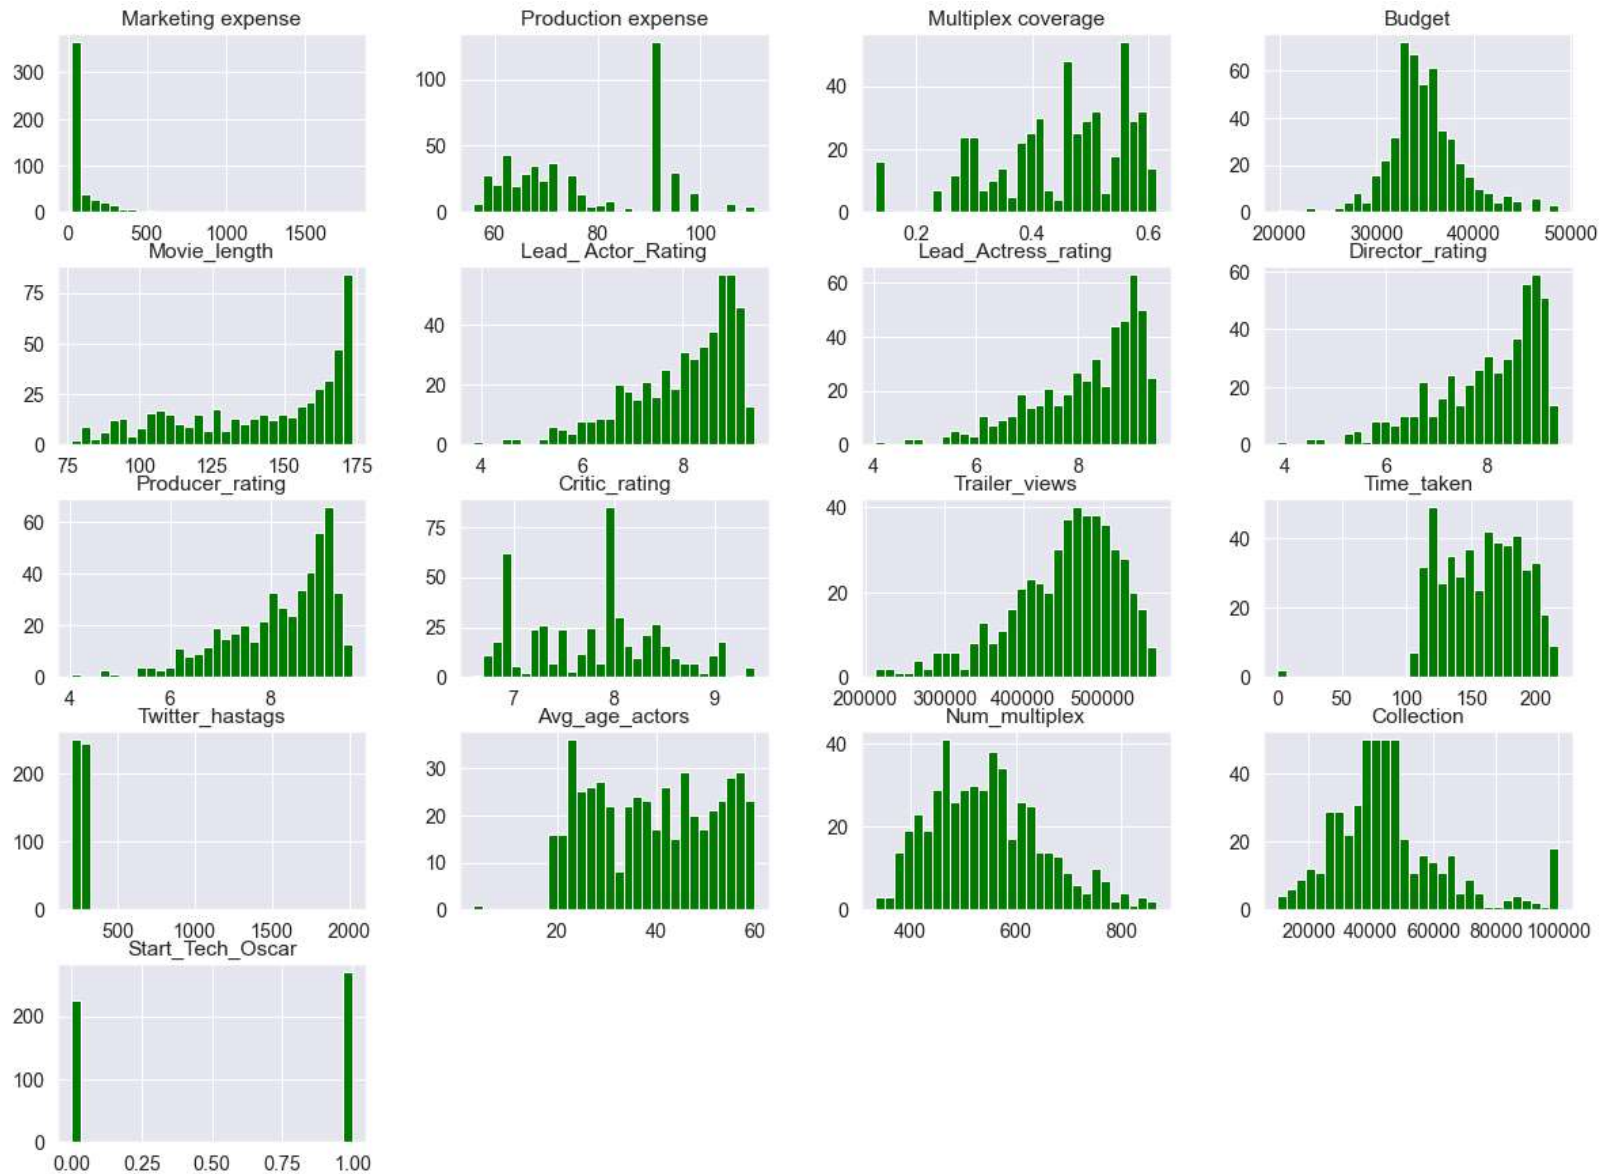 Marketing expense Production expense Multiplex coverage Budget
300 100 40 60
200 40
100 50 20 20
0 0 0 0
0 500 1000 1500 60 80 100 0.2 0.4 0.6 20000 30000 40000 50000
Movie_length Lead_ Actor_Rating Lead_Actress_rating Director_rating
75 40 60 60
50 40 40
25 20 20 20
0 0 0 0
75 100 125 150 175 4 6 8 4 6 8 4 6 8
Producer_rating Critic_rating Trailer_views Time_taken
60 75 40 40
40 50
20 25 20 20
0 0 0 0
4 6 8 7 8 9 200000 300000 400000 500000 0 50 100 150 200
Twitter_hastags Avg_age_actors Num_multiplex Collection
200 30 40 40
100 20 20 20
10
0 0 0 0
500 1000 1500 2000 20 40 60 400 600 800 20000 40000 60000 80000 100000
Start_Tech_Oscar
200
100
0
0.00 0.25 0.50 0.75 1.00